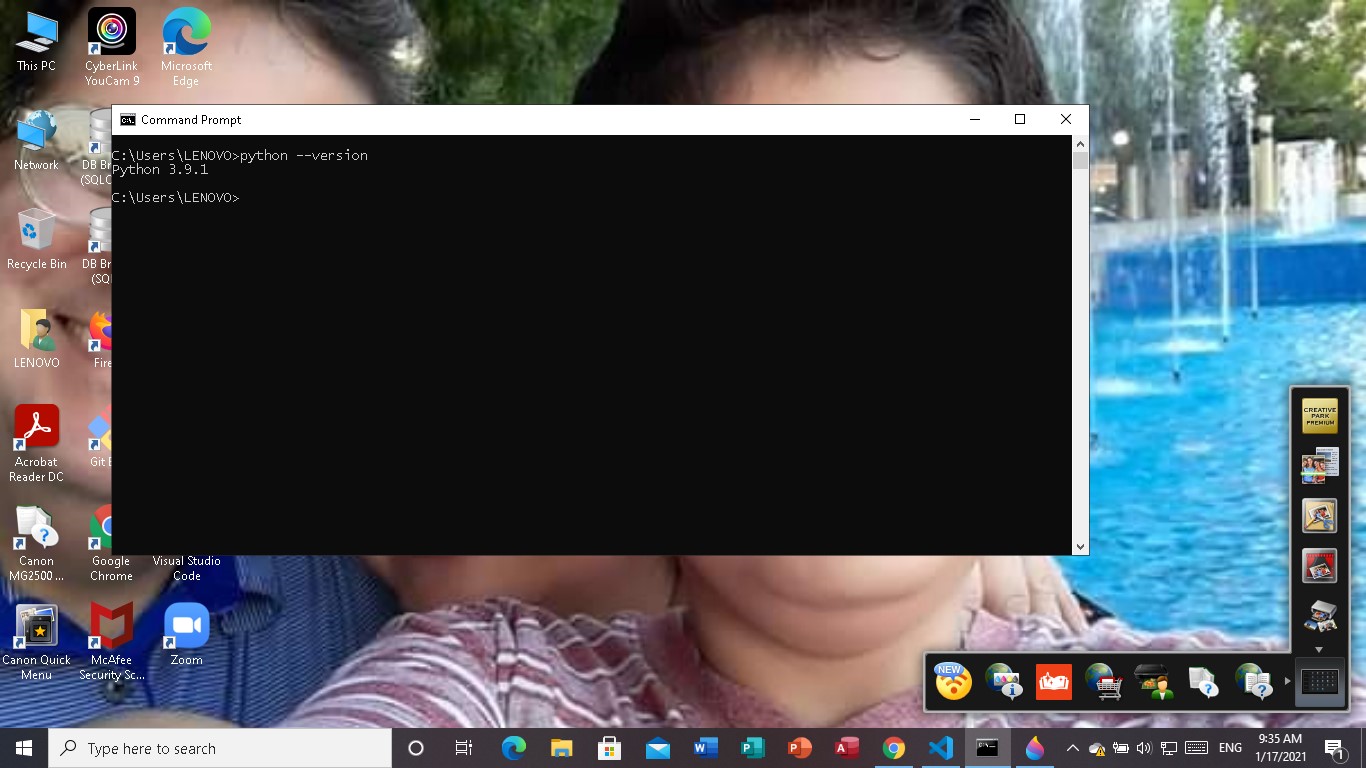 This PC
CyberLink
YouCam 9
Microsoft
Edge
Command Prompt
C:\Users\LENOVO>python --version
Python 3.9.1
C:\Users\LENOVO>
Network
DB Br
(SQLC
Recycle Bin
DB Br
(SQL
LENOVO
Fire
Acrobat
Reader DC
Git B
Canon
MG2500 ...
Google
Chrome
Visual Studio
Code
Canon Quick
Menu
McAfee
Security Sc...
Zoom
CREATIVE
PARK
PREMIUM
NEW
Type here to search
ENG
9:35 AM
1/17/2021
1